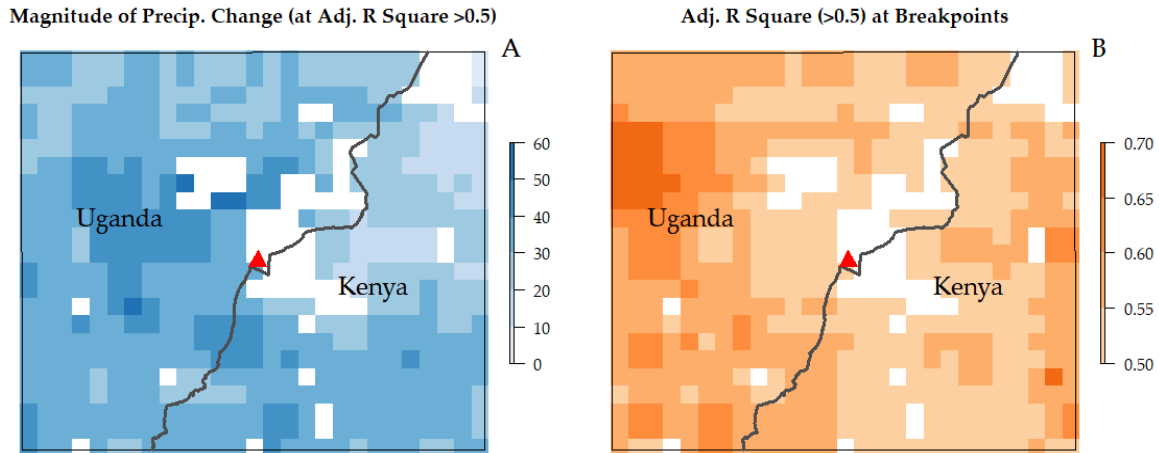 Magnitude of Precip. Change (at Adj. R Square >0.5)
A
Uganda
Kenya
60
50
40
30
20
10
0
Adj. R Square (>0.5) at Breakpoints
B
Uganda
Kenya
0.70
0.65
0.60
0.55
0.50